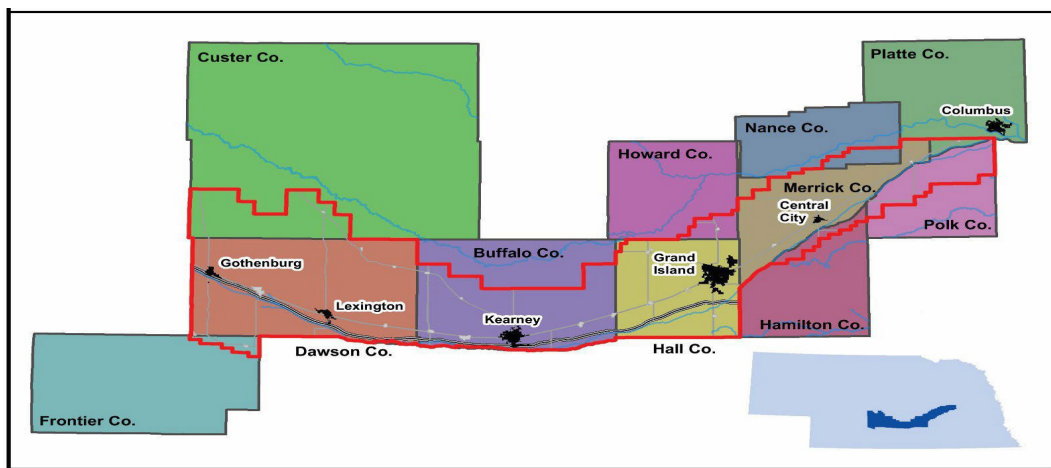 Custer Co.
Platte Co.
Columbus
Nance Co.
Howard Co.
Merrick Co.
Central
City
Polk Co.
Buffalo Co.
Grand
Island
Gothenburg
Lexington
Kearney
Hamilton Co.
Dawson Co.
Hall Co.
Frontier Co.